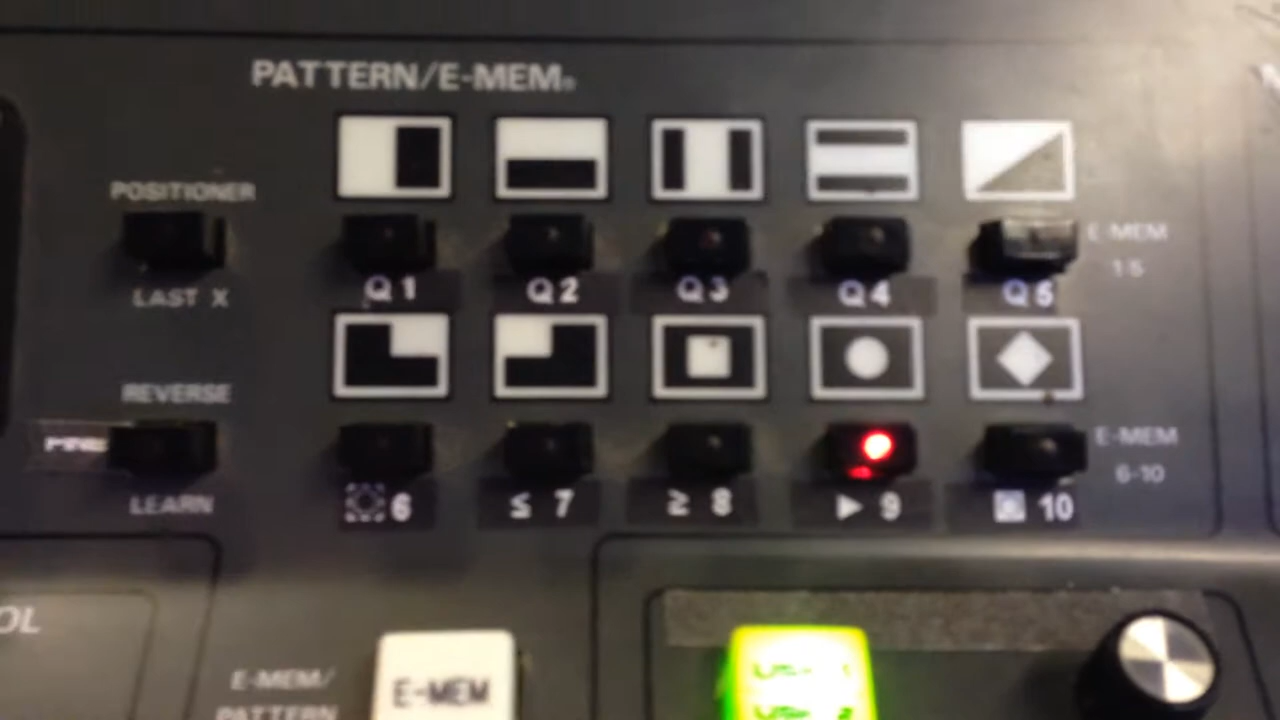 PATTERN/E-MEM®
POSITIONER
LAST X
E-MEM
1-5
Q1 Q2 Q3 Q4 Q5
REVERSE
LEARN
E-MEM
6-10
6 ≤ 7 ≥ 8 ▶ 9 10
OL
E-MEM/
PATTERN
E-MEM